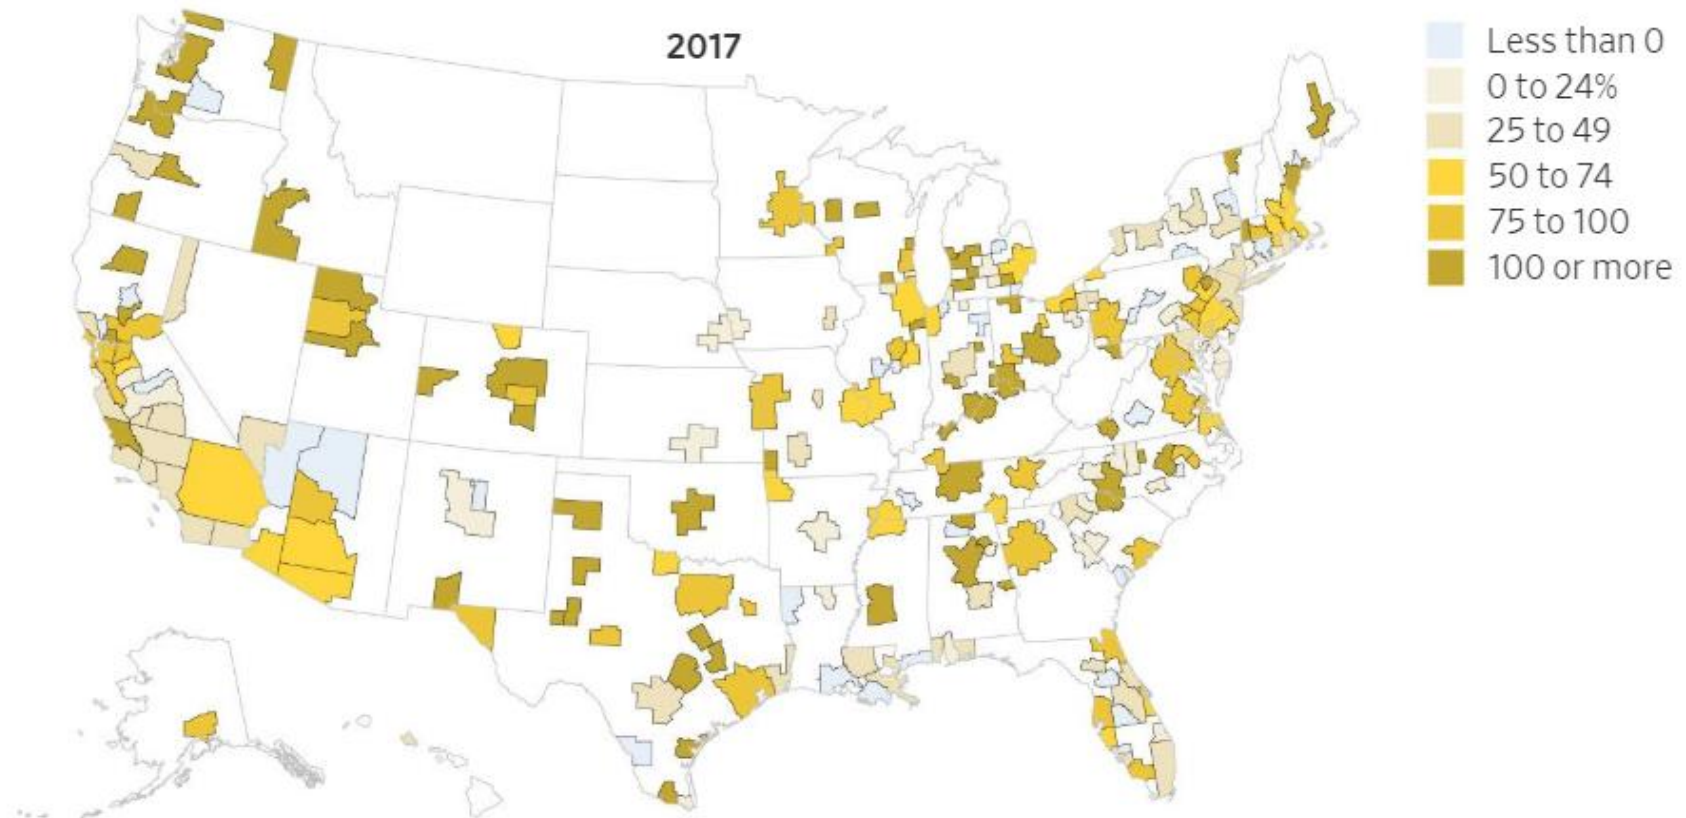 2017
Less than 0
0 to 24%
25 to 49
50 to 74
75 to 100
100 or more